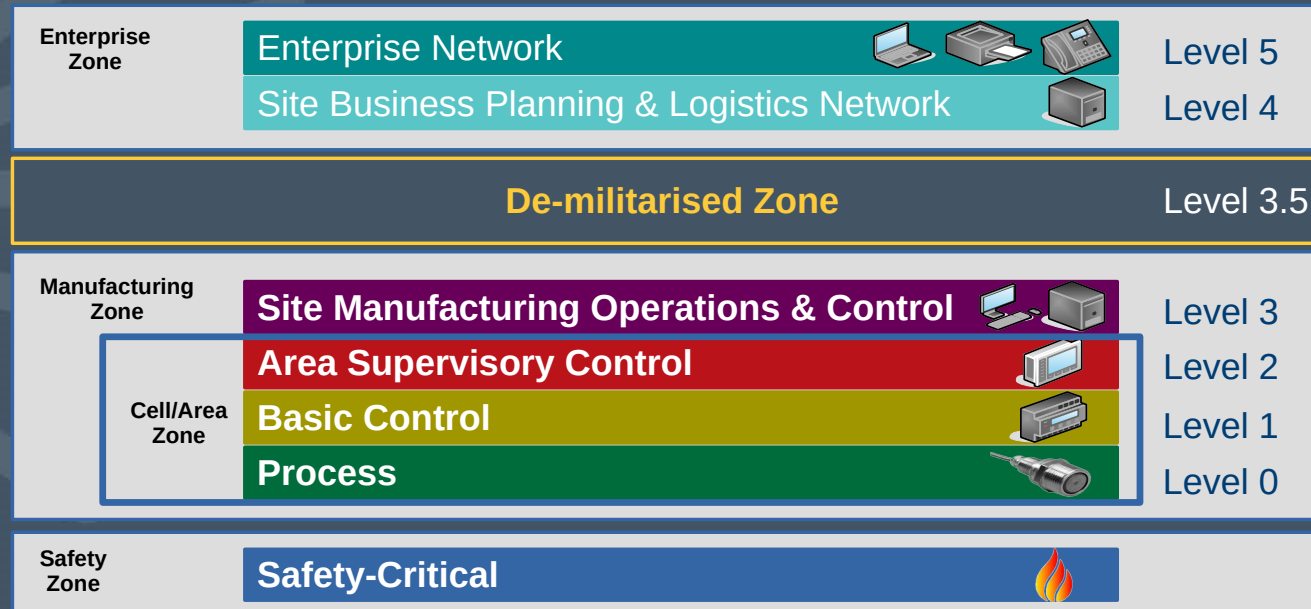 Enterprise
Zone
Enterprise Network
Level 5
Site Business Planning & Logistics Network
Level 4
De-militarised Zone
Level 3.5
Manufacturing
Zone
Site Manufacturing Operations & Control
Level 3
Area Supervisory Control
Level 2
Cell/Area
Zone
Basic Control
Level 1
Process
Level 0
Safety
Zone
Safety-Critical